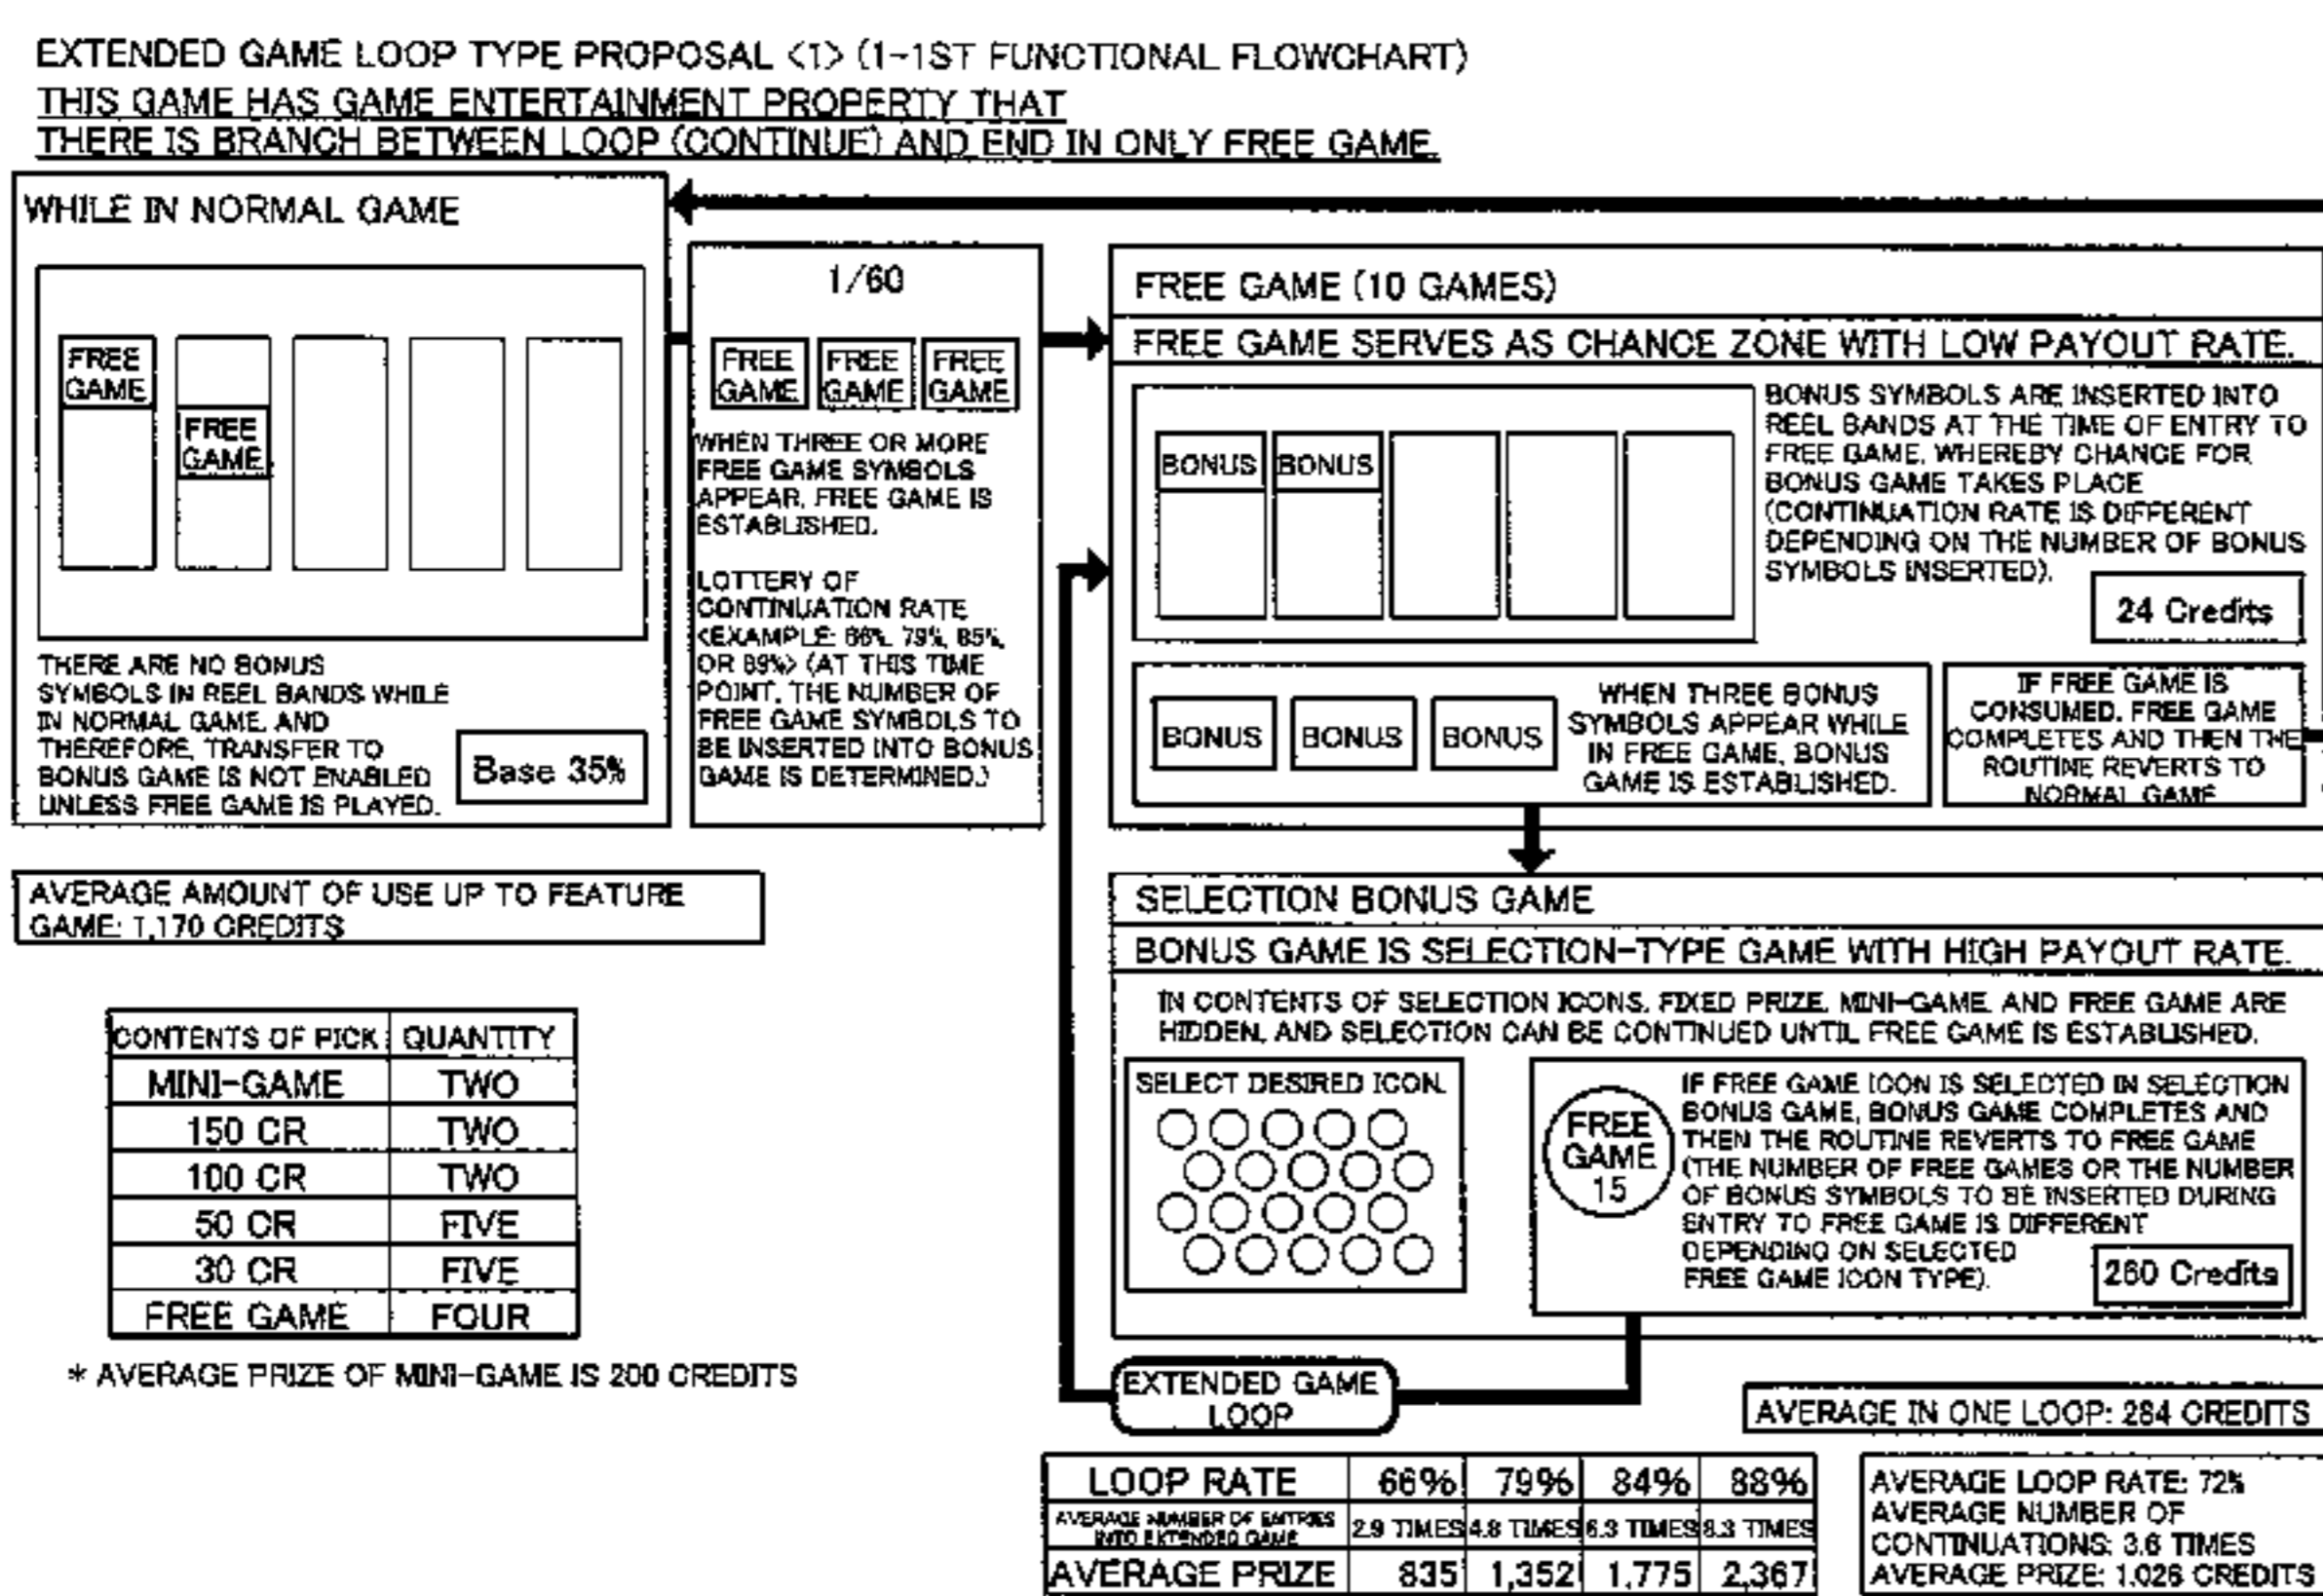 EXTENDED GAME LOOP TYPE PROPOSAL <1> (1-1ST FUNCTIONAL FLOWCHART)
THIS GAME HAS GAME ENTERTAINMENT PROPERTY THAT
THERE IS BRANCH BETWEEN LOOP (CONTINUE) AND END IN ONLY FREE GAME.
WHILE IN NORMAL GAME
FREE
GAME
FREE
GAME
THERE ARE NO BONUS
SYMBOLS IN REEL BANDS WHILE
IN NORMAL GAME, AND
THEREFORE, TRANSFER TO
BONUS GAME IS NOT ENABLED
UNLESS FREE GAME IS PLAYED.
Base 35%
1/60
FREE GAME
FREE GAME
FREE GAME
WHEN THREE OR MORE
FREE GAME SYMBOLS
APPEAR, FREE GAME IS
ESTABLISHED.
LOTTERY OF
CONTINUATION RATE
<EXAMPLE: 66%, 79%, 85%,
OR 89%> (AT THIS TIME
POINT, THE NUMBER OF
FREE GAME SYMBOLS TO
BE INSERTED INTO BONUS
GAME IS DETERMINED.)
FREE GAME (10 GAMES)
FREE GAME SERVES AS CHANCE ZONE WITH LOW PAYOUT RATE.
BONUS BONUS
BONUS SYMBOLS ARE INSERTED INTO
REEL BANDS AT THE TIME OF ENTRY TO
FREE GAME, WHEREBY CHANCE FOR
BONUS GAME TAKES PLACE
(CONTINUATION RATE IS DIFFERENT
DEPENDING ON THE NUMBER OF BONUS
SYMBOLS INSERTED).
24 Credits
BONUS BONUS BONUS
WHEN THREE BONUS
SYMBOLS APPEAR WHILE
IN FREE GAME, BONUS
GAME IS ESTABLISHED.
IF FREE GAME IS
CONSUMED, FREE GAME
COMPLETES AND THEN THE
ROUTINE REVERTS TO
NORMAL GAME
AVERAGE AMOUNT OF USE UP TO FEATURE
GAME: 1,170 CREDITS
SELECTION BONUS GAME
BONUS GAME IS SELECTION-TYPE GAME WITH HIGH PAYOUT RATE.
IN CONTENTS OF SELECTION ICONS, FIXED PRIZE, MINI-GAME, AND FREE GAME ARE
HIDDEN, AND SELECTION CAN BE CONTINUED UNTIL FREE GAME IS ESTABLISHED.
SELECT DESIRED ICON.
FREE
GAME
15
IF FREE GAME ICON IS SELECTED IN SELECTION
BONUS GAME, BONUS GAME COMPLETES AND
THEN THE ROUTINE REVERTS TO FREE GAME
(THE NUMBER OF FREE GAMES OR THE NUMBER
OF BONUS SYMBOLS TO BE INSERTED DURING
ENTRY TO FREE GAME IS DIFFERENT
DEPENDING ON SELECTED
FREE GAME ICON TYPE).
260 Credits
CONTENTS OF PICK QUANTITY
MINI-GAME TWO
150 CR TWO
100 CR TWO
50 CR FIVE
30 CR FIVE
FREE GAME FOUR
* AVERAGE PRIZE OF MINI-GAME IS 200 CREDITS
EXTENDED GAME
LOOP
AVERAGE IN ONE LOOP: 284 CREDITS
LOOP RATE 66% 79% 84% 88%
AVERAGE NUMBER OF ENTRIES
INTO EXTENDED GAME
2.9 TIMES 4.8 TIMES 6.3 TIMES 8.3 TIMES
AVERAGE PRIZE 835 1,352 1,775 2,367
AVERAGE LOOP RATE: 72%
AVERAGE NUMBER OF
CONTINUATIONS: 3.6 TIMES
AVERAGE PRIZE: 1,026 CREDITS